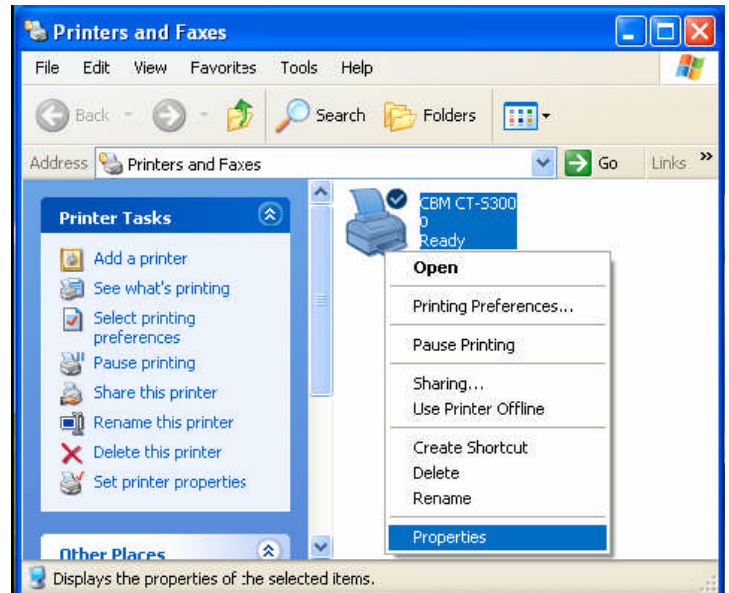 Printers and Faxes
File Edit View Favorites Tools Help
Back Search Folders
Address Printers and Faxes Go Links »
Printer Tasks
Add a printer
See what's printing
Select printing
preferences
Pause printing
Share this printer
Rename this printer
Delete this printer
Set printer properties
Other Places
CBM CT-S300
0
Ready
Open
Printing Preferences...
Pause Printing
Sharing...
Use Printer Offline
Create Shortcut
Delete
Rename
Properties
Displays the properties of the selected items.